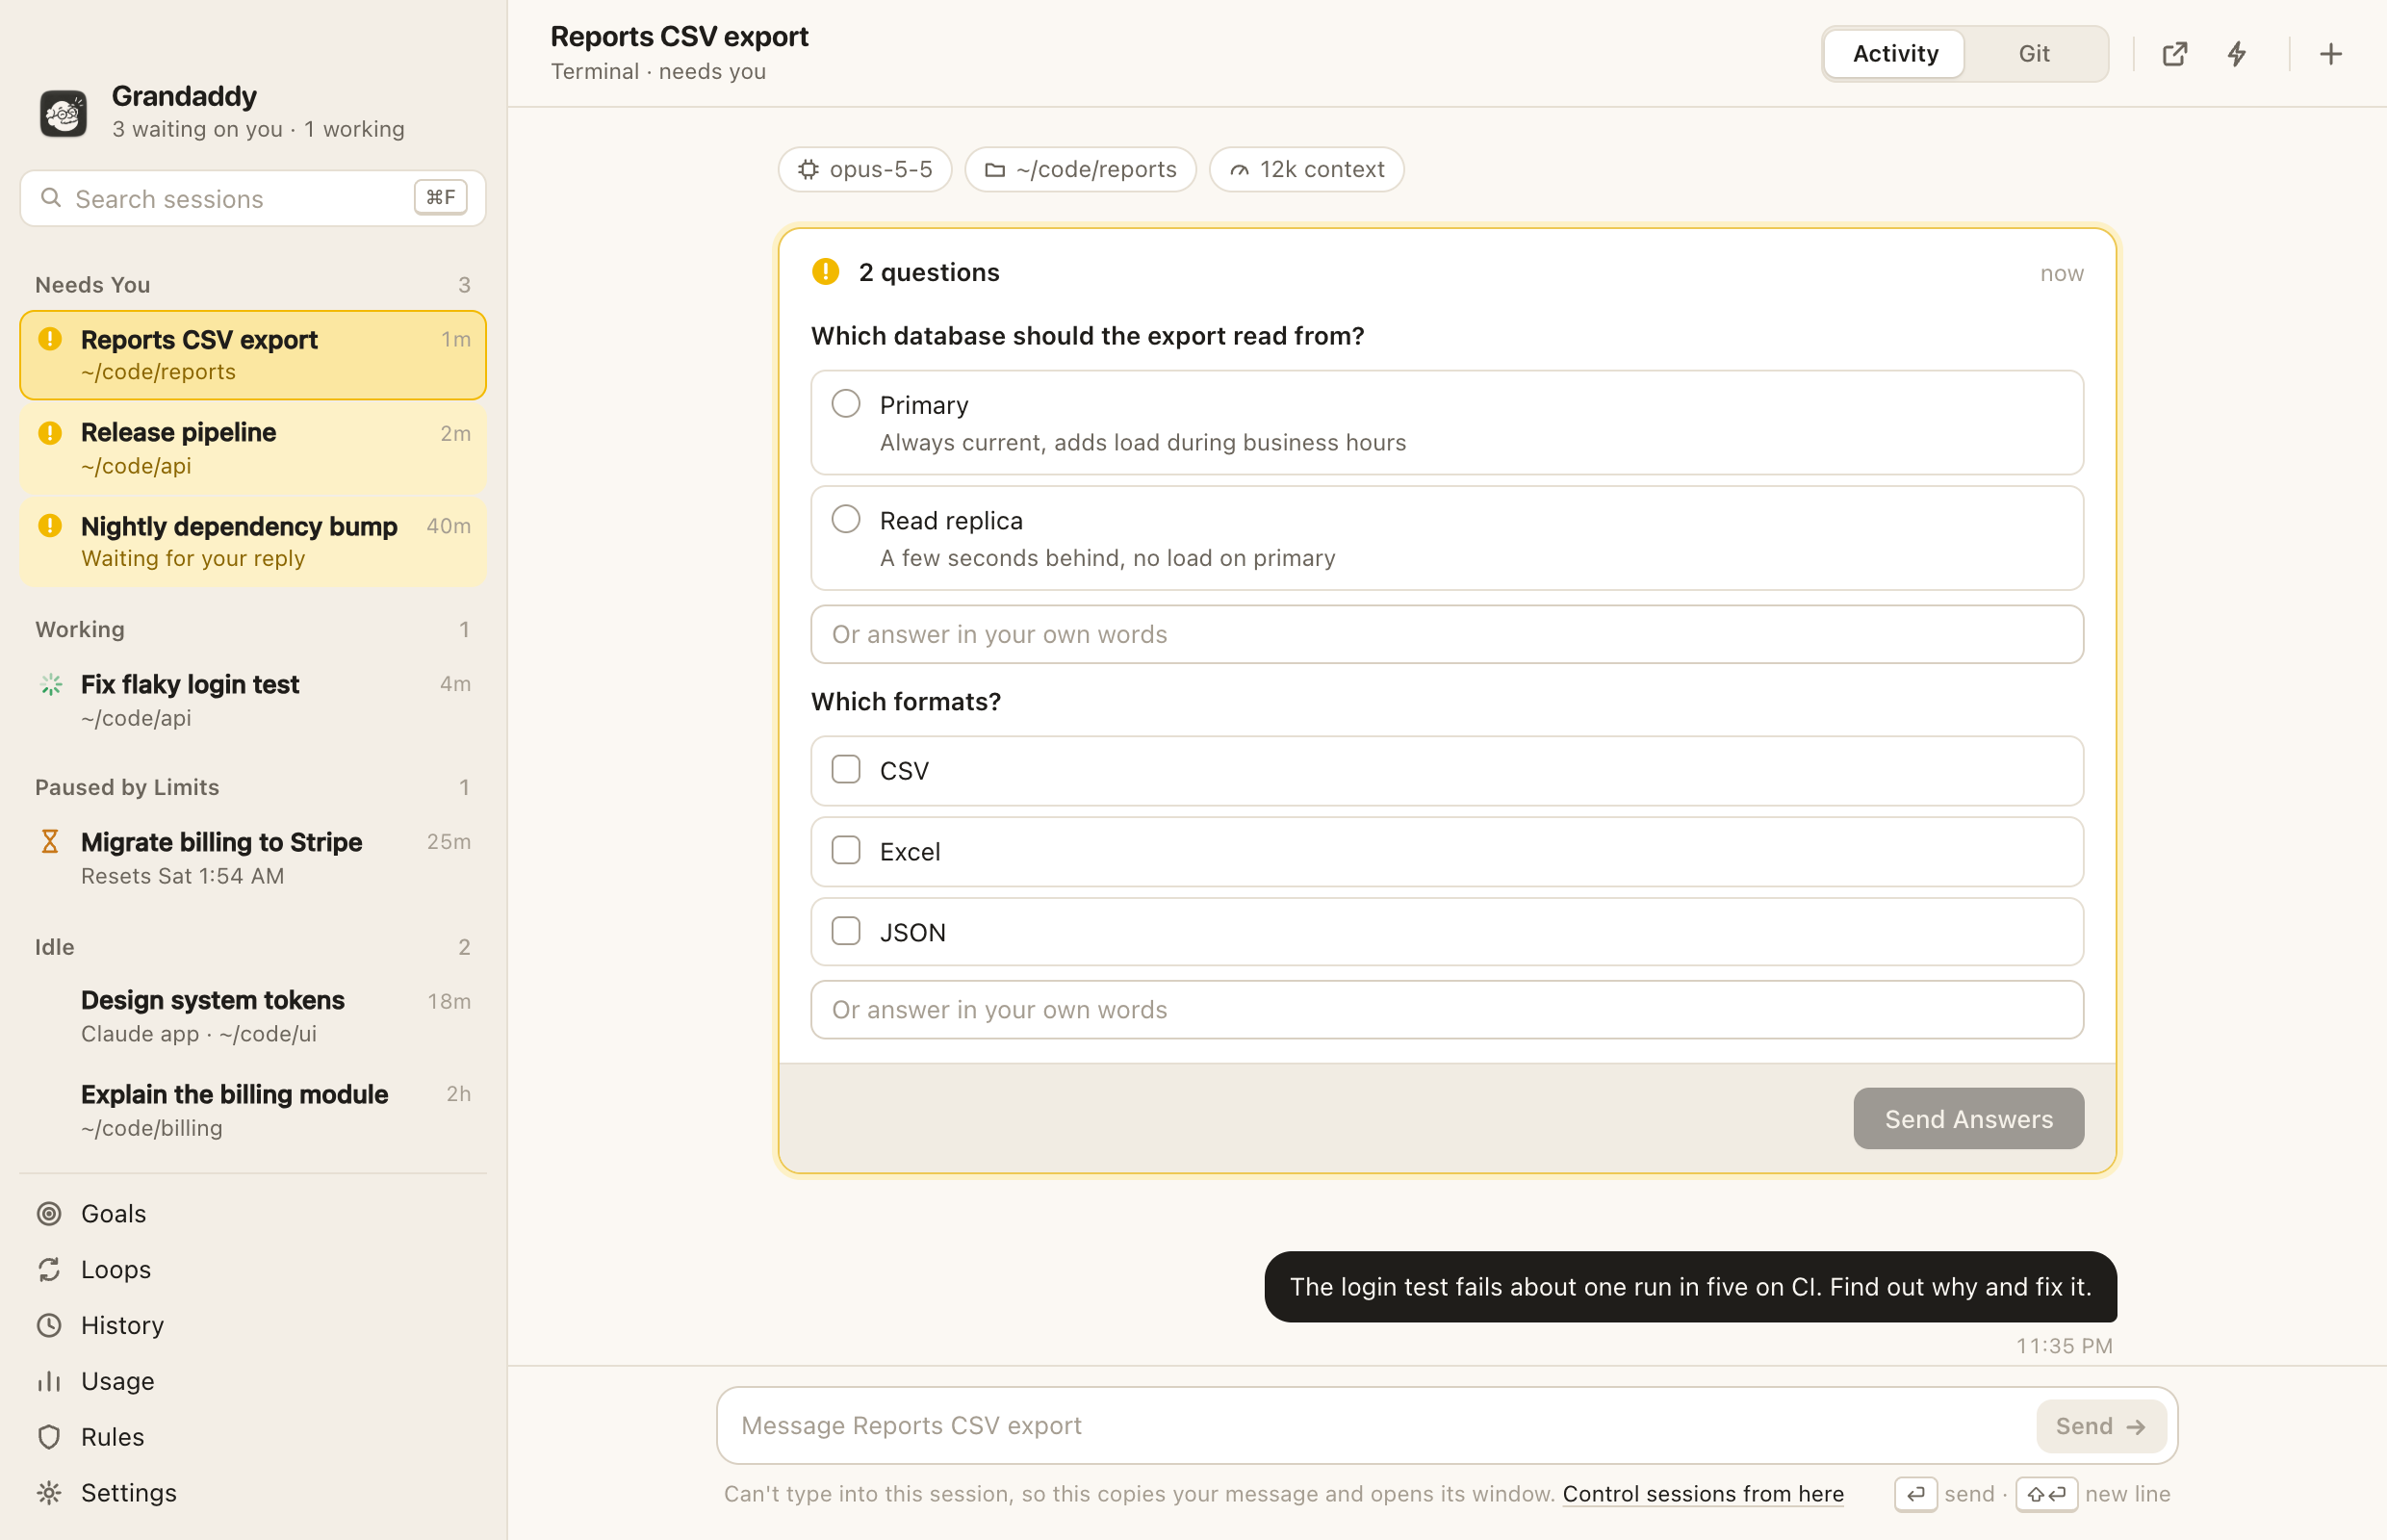 Grandaddy
3 waiting on you · 1 working
Search sessions ⌘F
Needs You 3
Reports CSV export 1m
~/code/reports
Release pipeline 2m
~/code/api
Nightly dependency bump 40m
Waiting for your reply
Working 1
Fix flaky login test 4m
~/code/api
Paused by Limits 1
Migrate billing to Stripe 25m
Resets Sat 1:54 AM
Idle 2
Design system tokens 18m
Claude app · ~/code/ui
Explain the billing module 2h
~/code/billing
Goals
Loops
History
Usage
Rules
Settings
Reports CSV export
Terminal · needs you
Activity Git
opus-5-5 ~/code/reports 12k context
2 questions now
Which database should the export read from?
Primary
Always current, adds load during business hours
Read replica
A few seconds behind, no load on primary
Or answer in your own words
Which formats?
CSV
Excel
JSON
Or answer in your own words
Send Answers
The login test fails about one run in five on CI. Find out why and fix it.
11:35 PM
Message Reports CSV export Send →
Can't type into this session, so this copies your message and opens its window. Control sessions from here send · new line